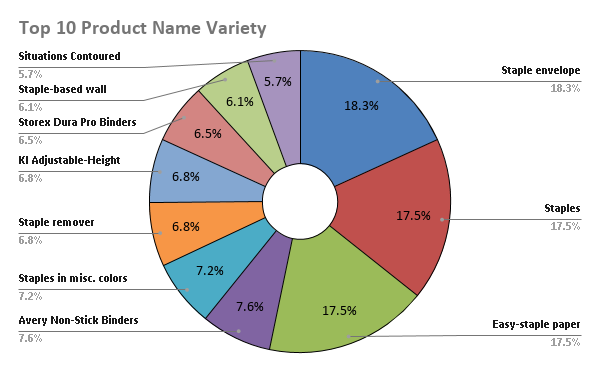 Top 10 Product Name Variety
Situations Contoured
5.7%
Staple-based wall
6.1%
Storex Dura Pro Binders
6.5%
KI Adjustable-Height
6.8%
Staple remover
6.8%
Staples in misc. colors
7.2%
Avery Non-Stick Binders
7.6%
5.7%
6.1%
6.5%
6.8%
6.8%
7.2%
7.6%
17.5%
17.5%
18.3%
Staple envelope
18.3%
Staples
17.5%
Easy-staple paper
17.5%